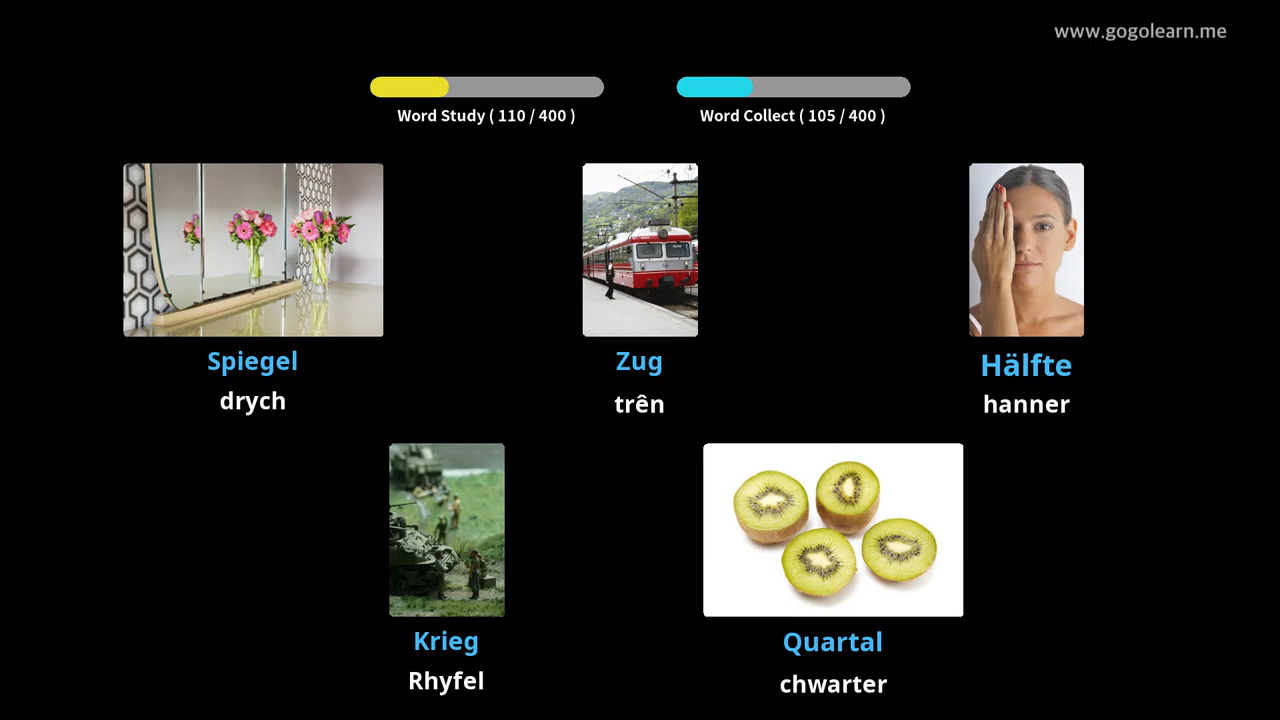 www.gogolearn.me
Word Study ( 110 / 400 )
Word Collect ( 105 / 400 )
Spiegel
drych
Zug
trên
Hälfte
hanner
Krieg
Rhyfel
Quartal
chwarter